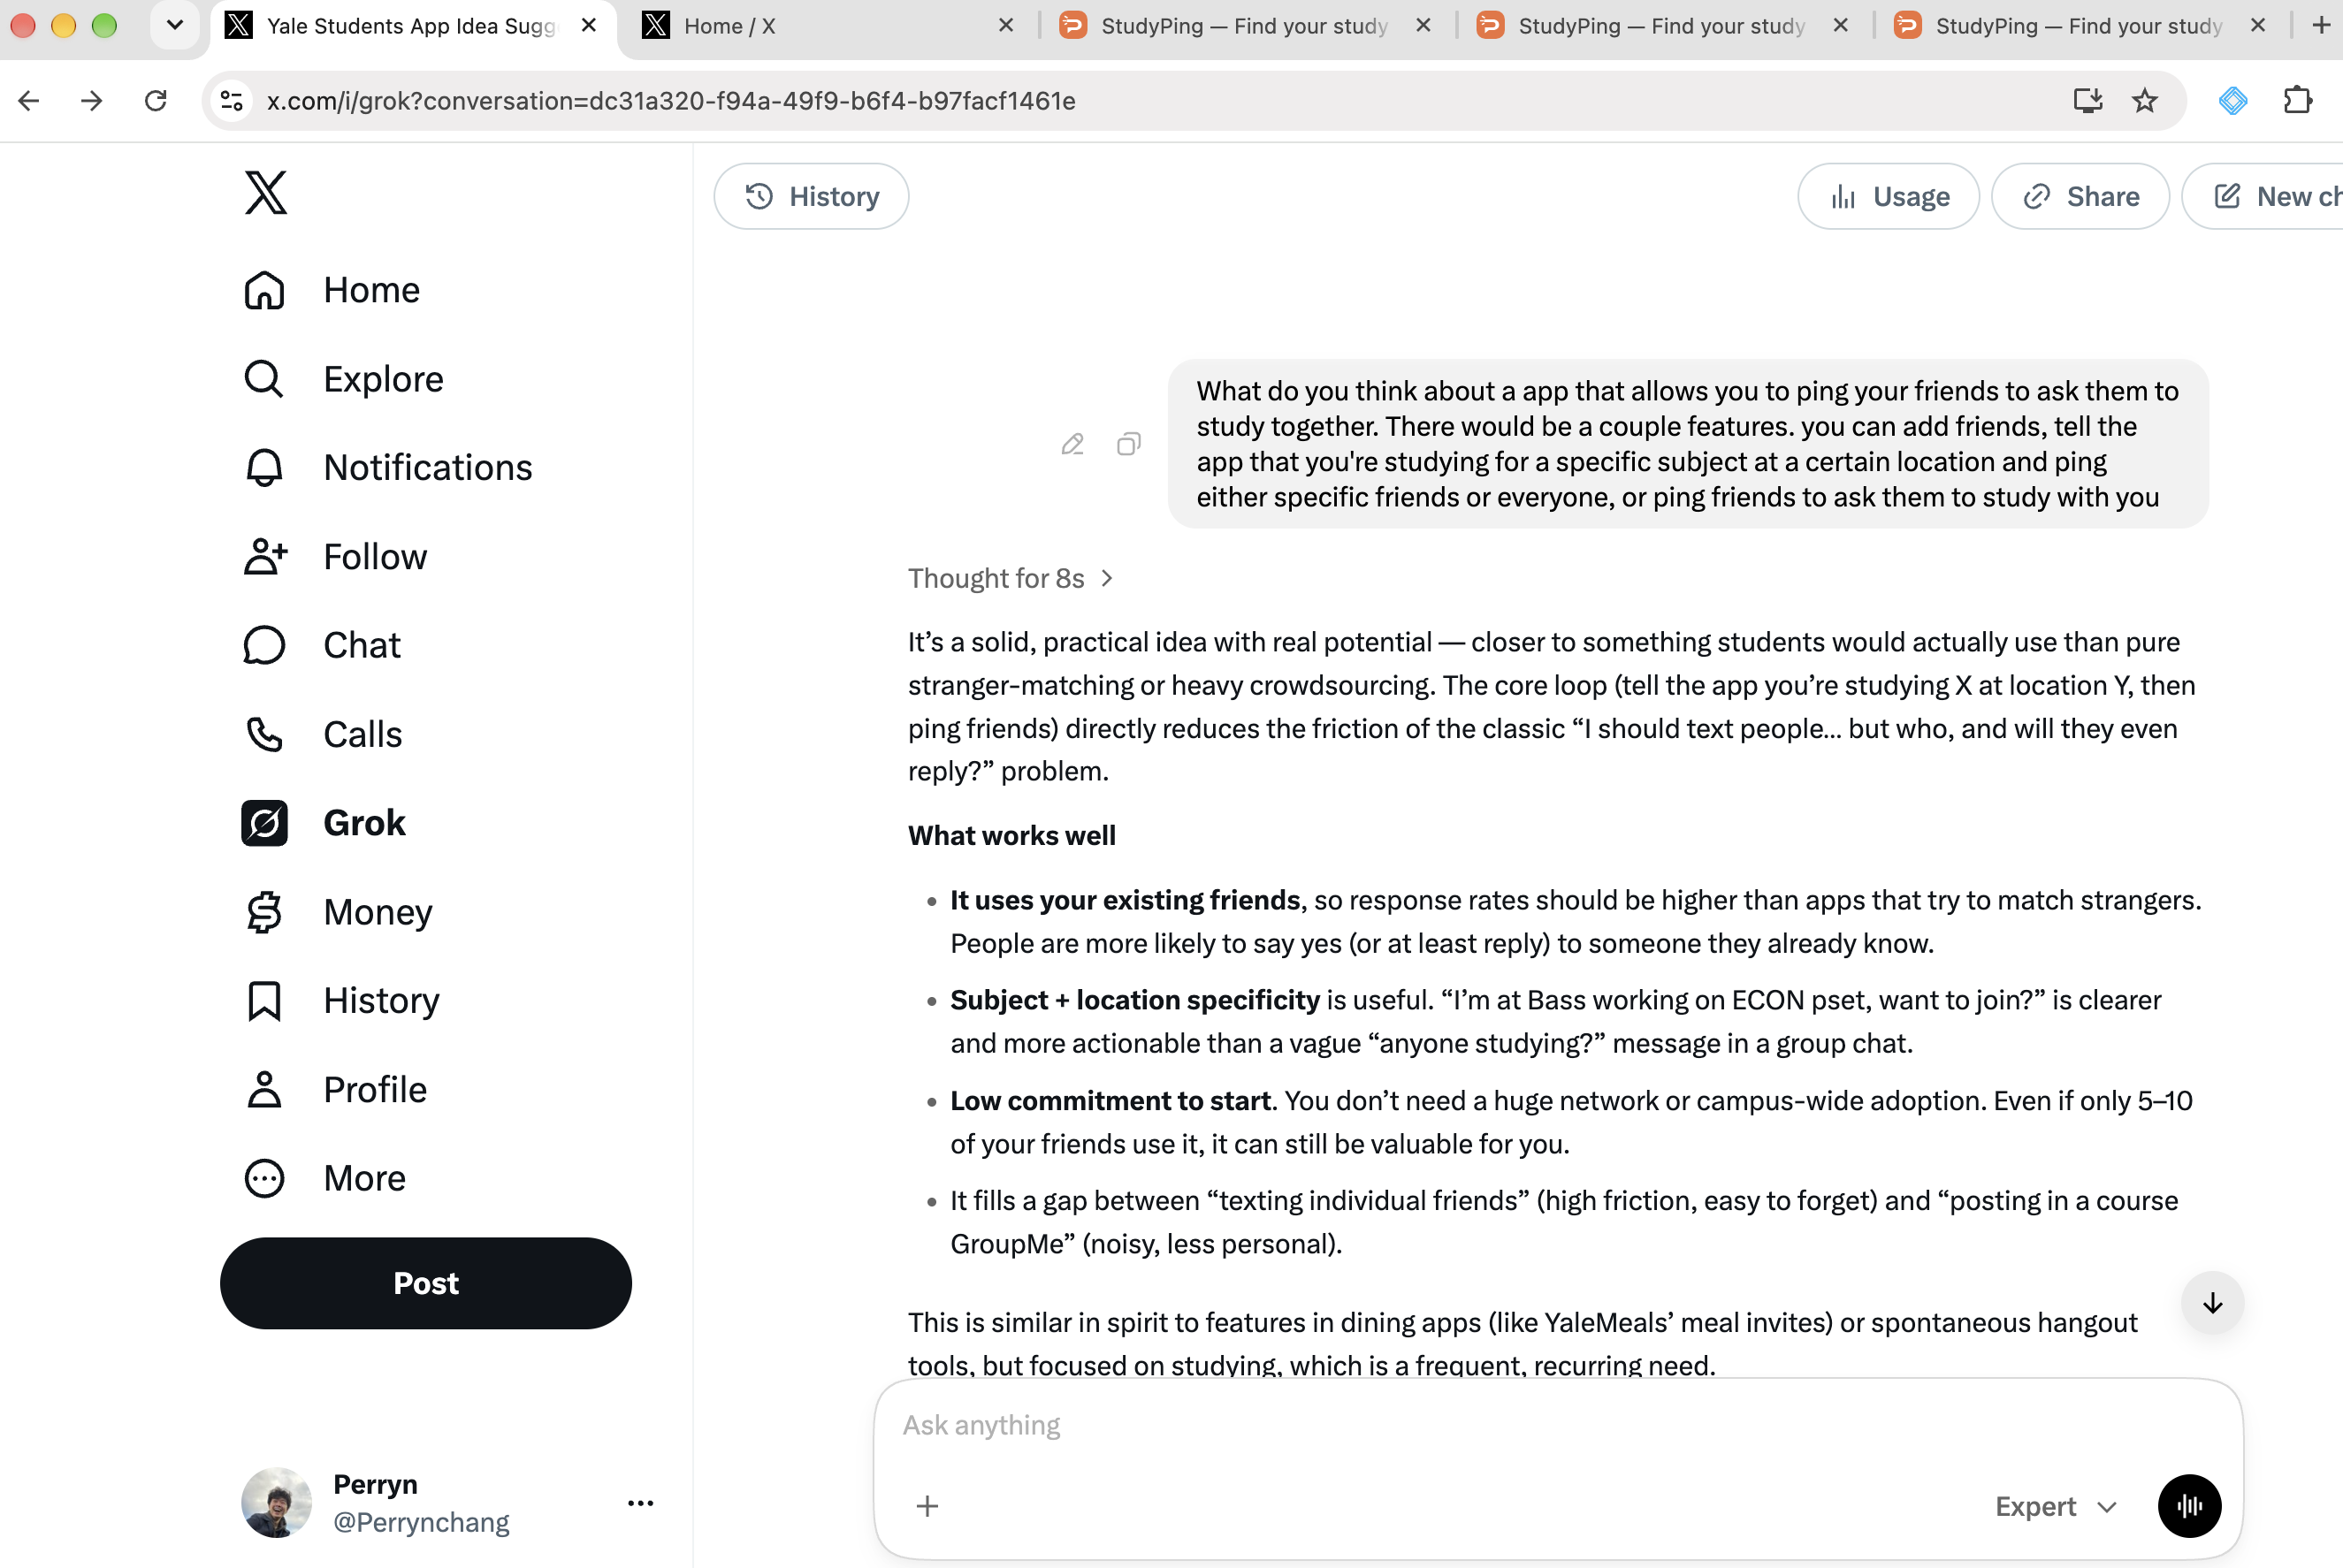 Yale Students App Idea Sugg
Home / X
StudyPing — Find your study
StudyPing — Find your study
StudyPing — Find your study
x.com/i/grok?conversation=dc31a320-f94a-49f9-b6f4-b97facf1461e
History
Usage
Share
New ch
Home
Explore
Notifications
Follow
Chat
Calls
Grok
Money
History
Profile
More
Post
Perryn
@Perrynchang
What do you think about a app that allows you to ping your friends to ask them to
study together. There would be a couple features. you can add friends, tell the
app that you're studying for a specific subject at a certain location and ping
either specific friends or everyone, or ping friends to ask them to study with you
Thought for 8s
It’s a solid, practical idea with real potential — closer to something students would actually use than pure
stranger-matching or heavy crowdsourcing. The core loop (tell the app you’re studying X at location Y, then
ping friends) directly reduces the friction of the classic “I should text people… but who, and will they even
reply?” problem.
What works well
• It uses your existing friends, so response rates should be higher than apps that try to match strangers.
People are more likely to say yes (or at least reply) to someone they already know.
• Subject + location specificity is useful. “I’m at Bass working on ECON pset, want to join?” is clearer
and more actionable than a vague “anyone studying?” message in a group chat.
• Low commitment to start. You don’t need a huge network or campus-wide adoption. Even if only 5–10
of your friends use it, it can still be valuable for you.
• It fills a gap between “texting individual friends” (high friction, easy to forget) and “posting in a course
GroupMe” (noisy, less personal).
This is similar in spirit to features in dining apps (like YaleMeals’ meal invites) or spontaneous hangout
tools, but focused on studying, which is a frequent, recurring need.
Ask anything
Expert